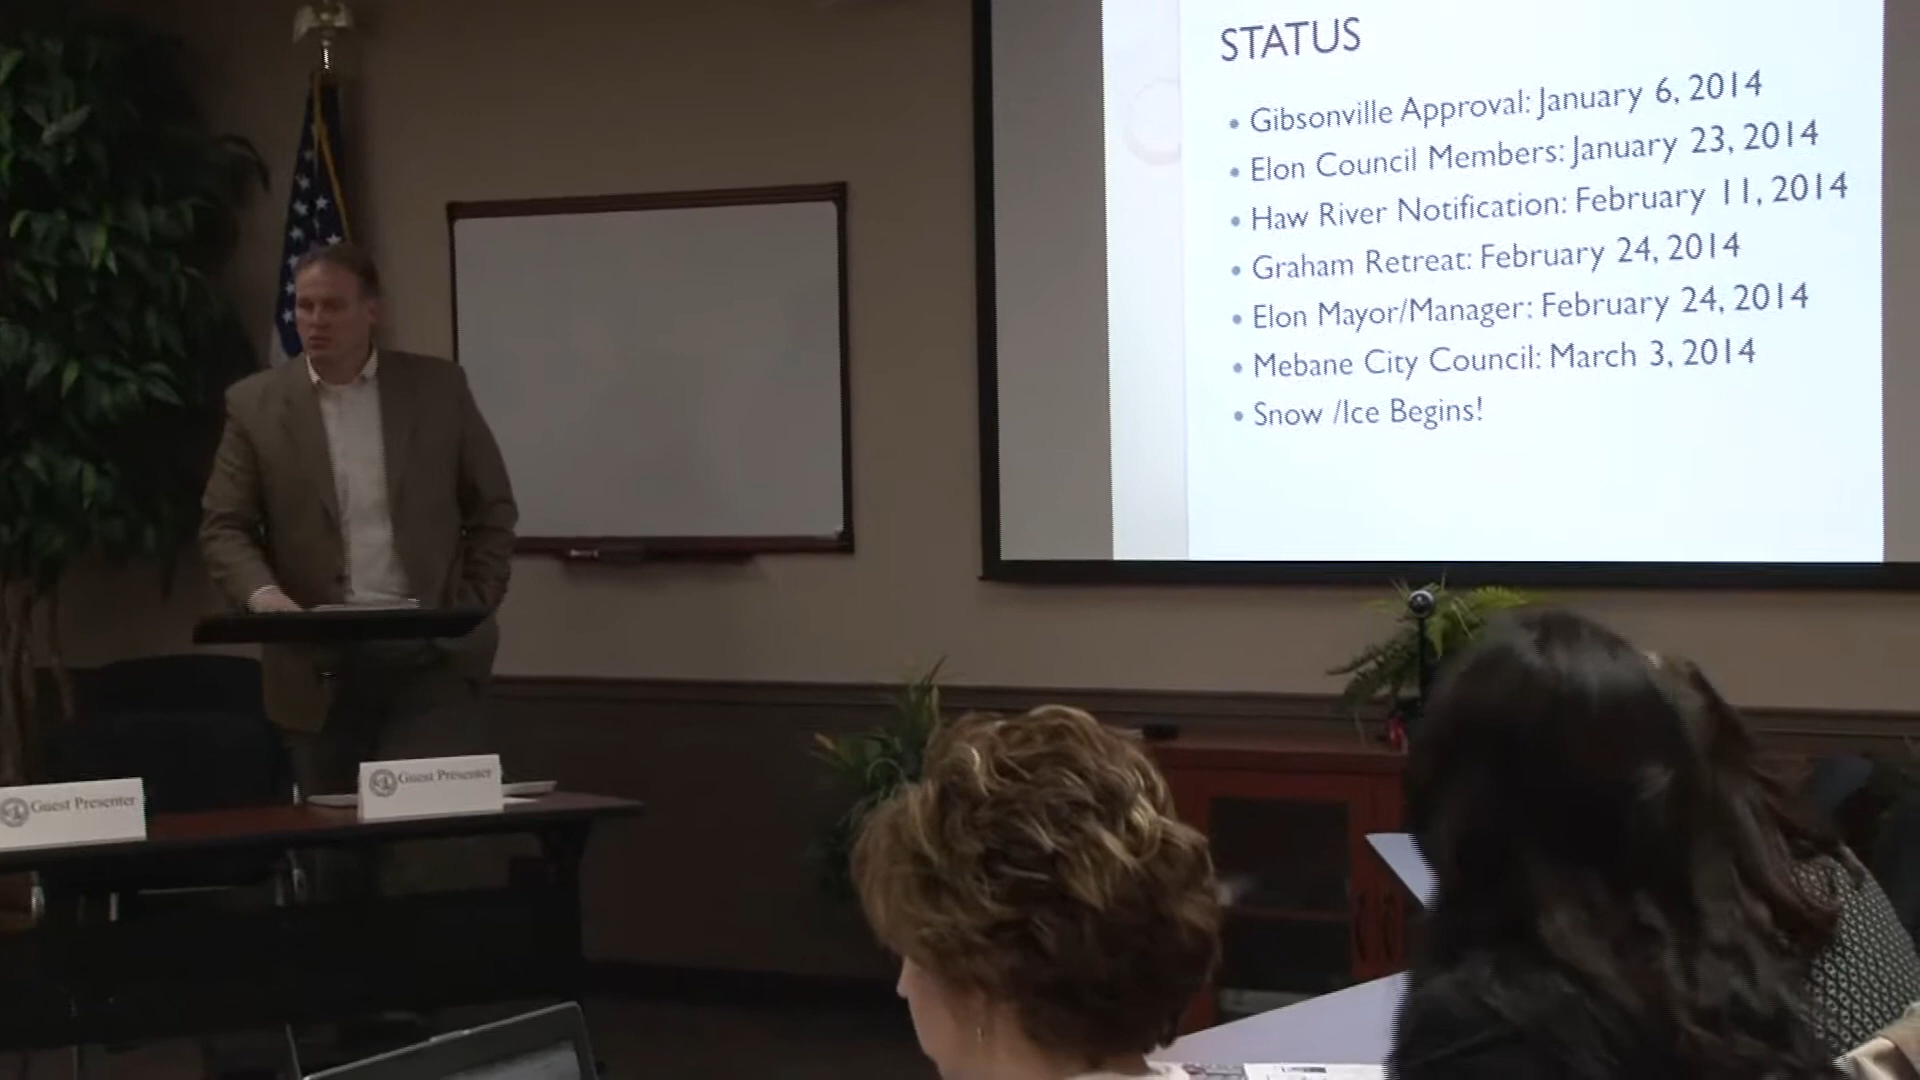 STATUS
• Gibsonville Approval: January 6, 2014
• Elon Council Members: January 23, 2014
• Haw River Notification: February 11, 2014
• Graham Retreat: February 24, 2014
• Elon Mayor/Manager: February 24, 2014
• Mebane City Council: March 3, 2014
• Snow /Ice Begins!
Guest Presenter
Guest Presenter